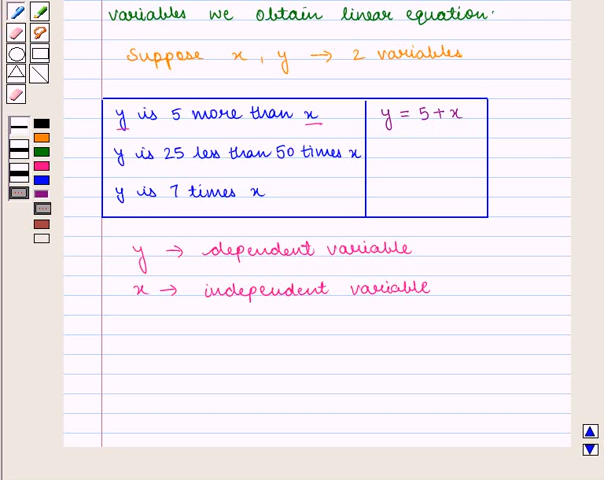 variables we obtain linear equation.
Suppose x, y → 2 variables
y is 5 more than x y = 5 + x
y is 25 less than 50 times x
y is 7 times x
y → dependent variable
x → independent variable